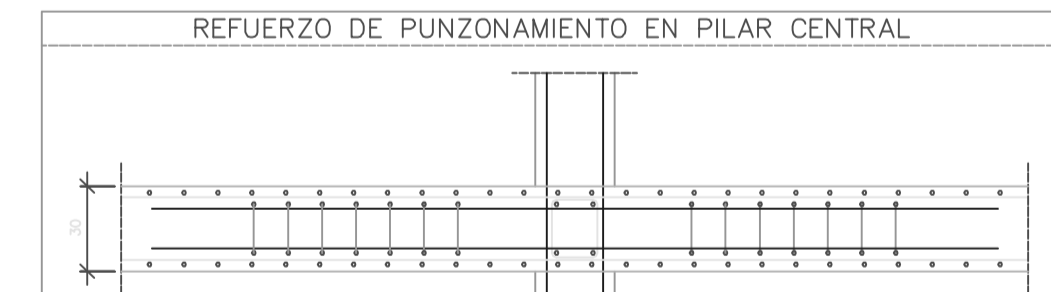 REFUERZO DE PUNZONAMIENTO EN PILAR CENTRAL
30